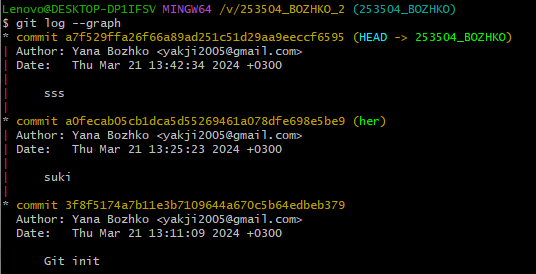 Lenovo@DESKTOP-DP1IFSV MINGW64 /v/253504_BOZHKO_2 (253504_BOZHKO)
$ git log --graph
* commit a7f529ffa26f66a89ad251c51d29aa9eeccf6595 (HEAD -> 253504_BOZHKO)
| Author: Yana Bozhko <yakji2005@gmail.com>
| Date:   Thu Mar 21 13:42:34 2024 +0300
|
|     sss
|
* commit a0fecab05cb1dca5d55269461a078dfe698e5be9 (her)
| Author: Yana Bozhko <yakji2005@gmail.com>
| Date:   Thu Mar 21 13:25:23 2024 +0300
|
|     suki
|
* commit 3f8f5174a7b11e3b7109644a670c5b64edbeb379
  Author: Yana Bozhko <yakji2005@gmail.com>
  Date:   Thu Mar 21 13:11:09 2024 +0300

      Git init